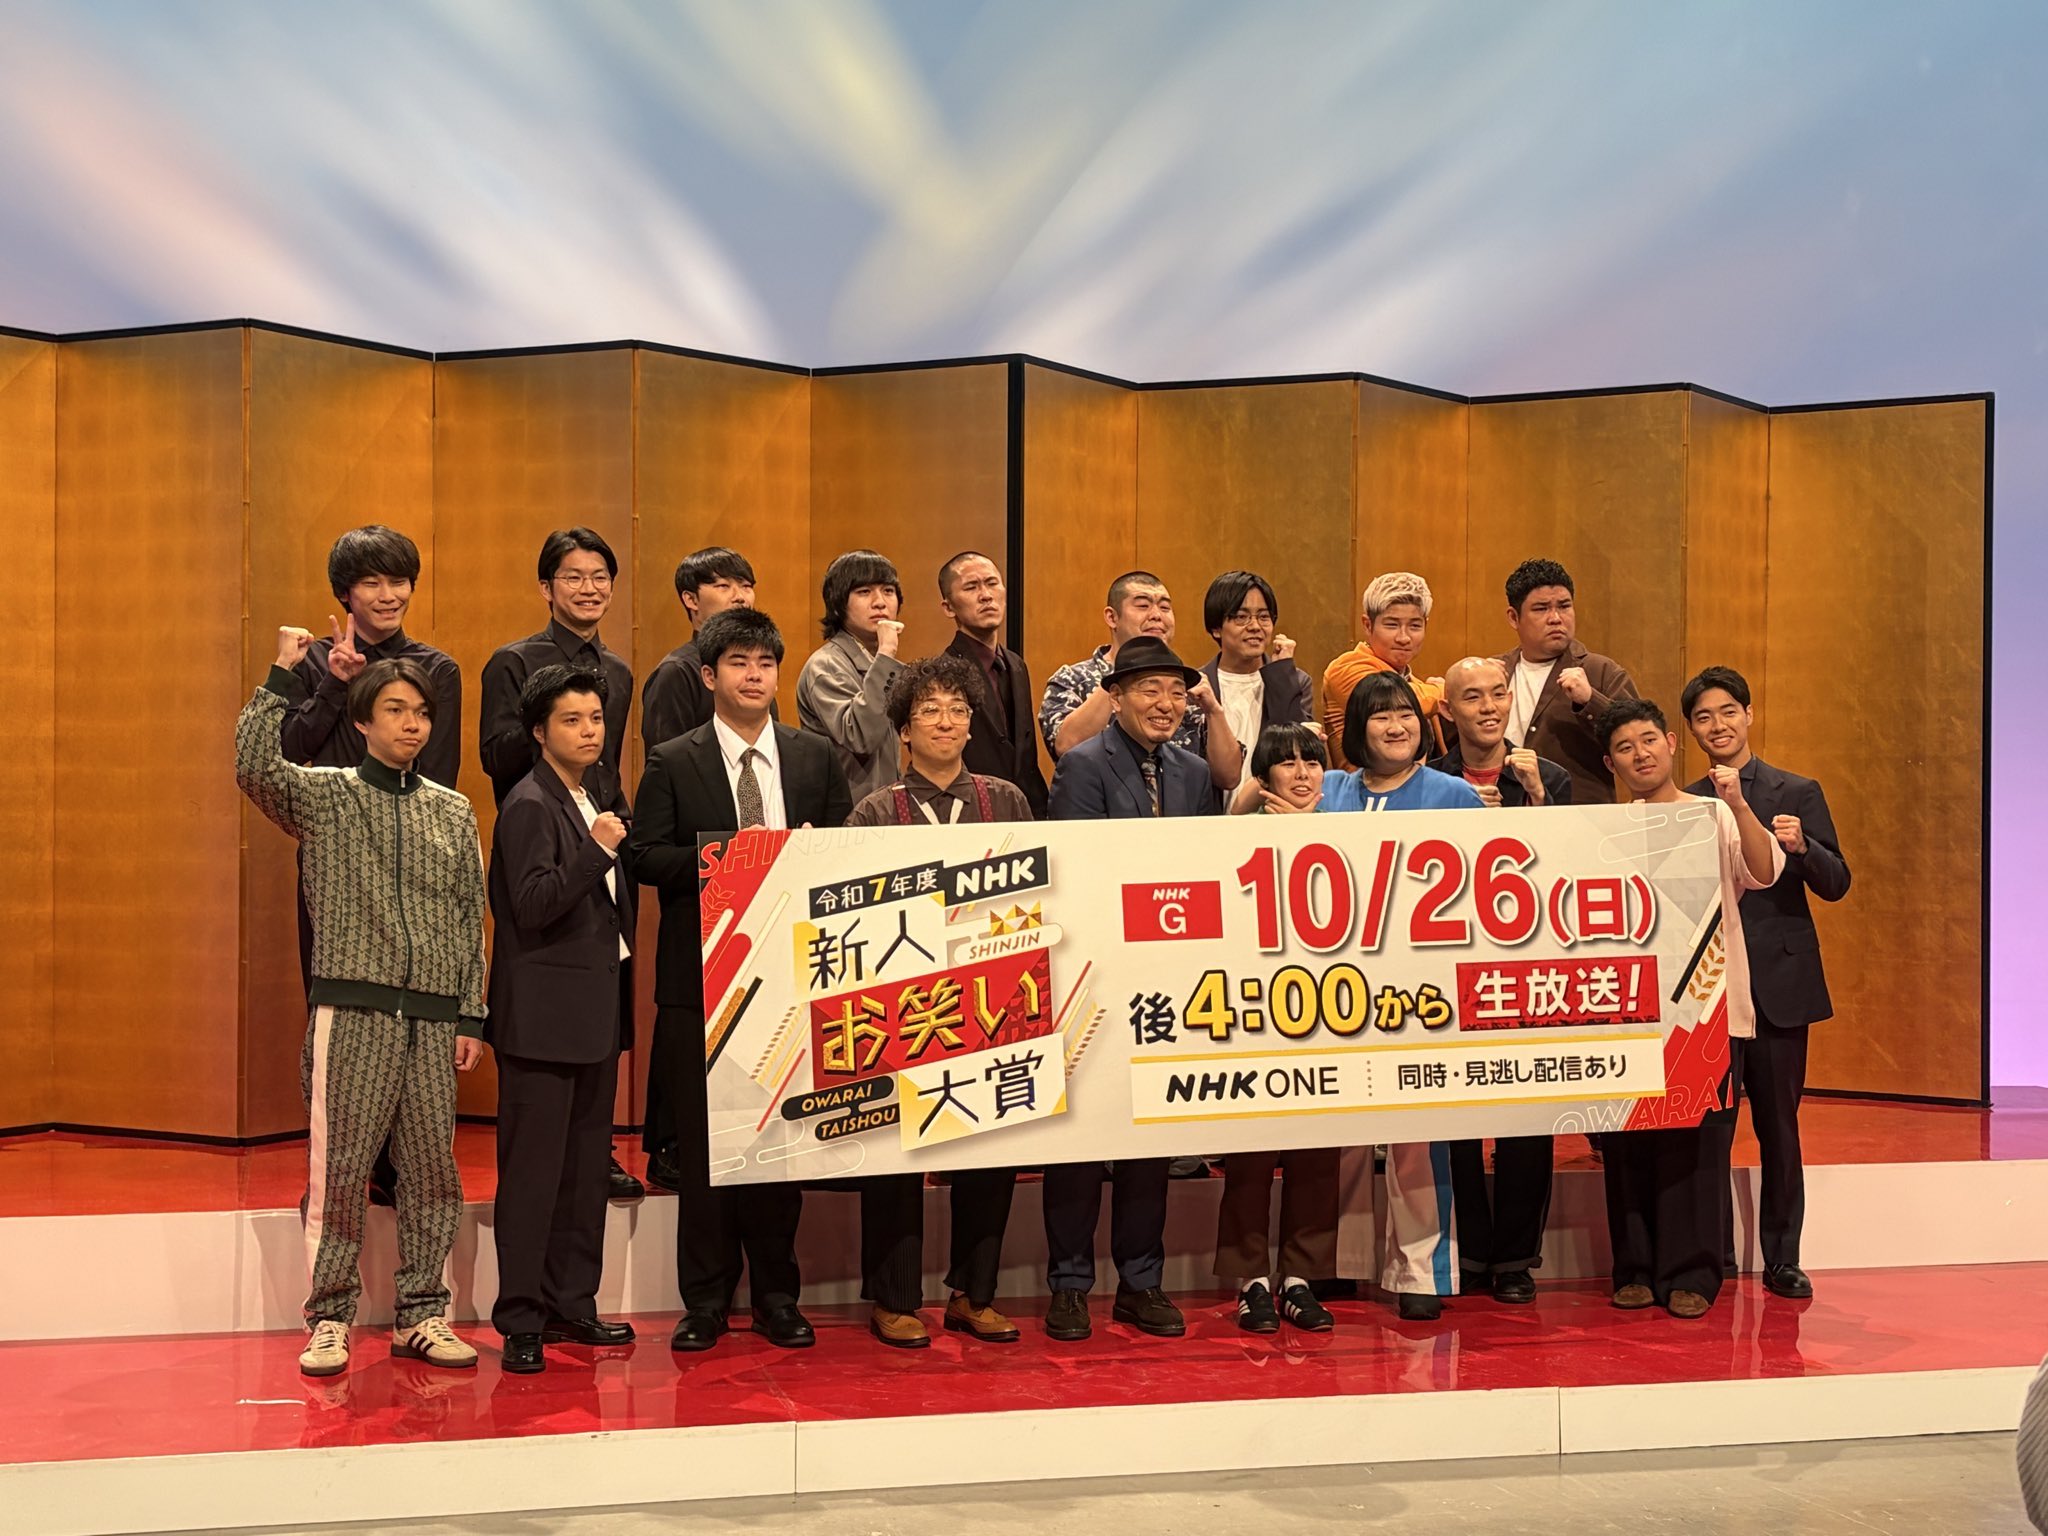 SHINJIN
令和7年度 NHK
新人
SHINJIN
お笑い
大賞
OWARAI
TAISHOU
NHK
G
10/26(日)
後4:00から 生放送!
NHK ONE 同時・見逃し配信あり
OWARAI